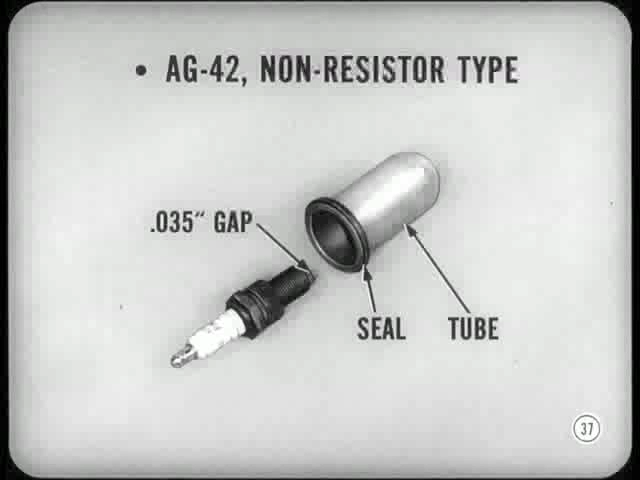 • AG-42, NON-RESISTOR TYPE
.035“ GAP
SEAL
TUBE
37